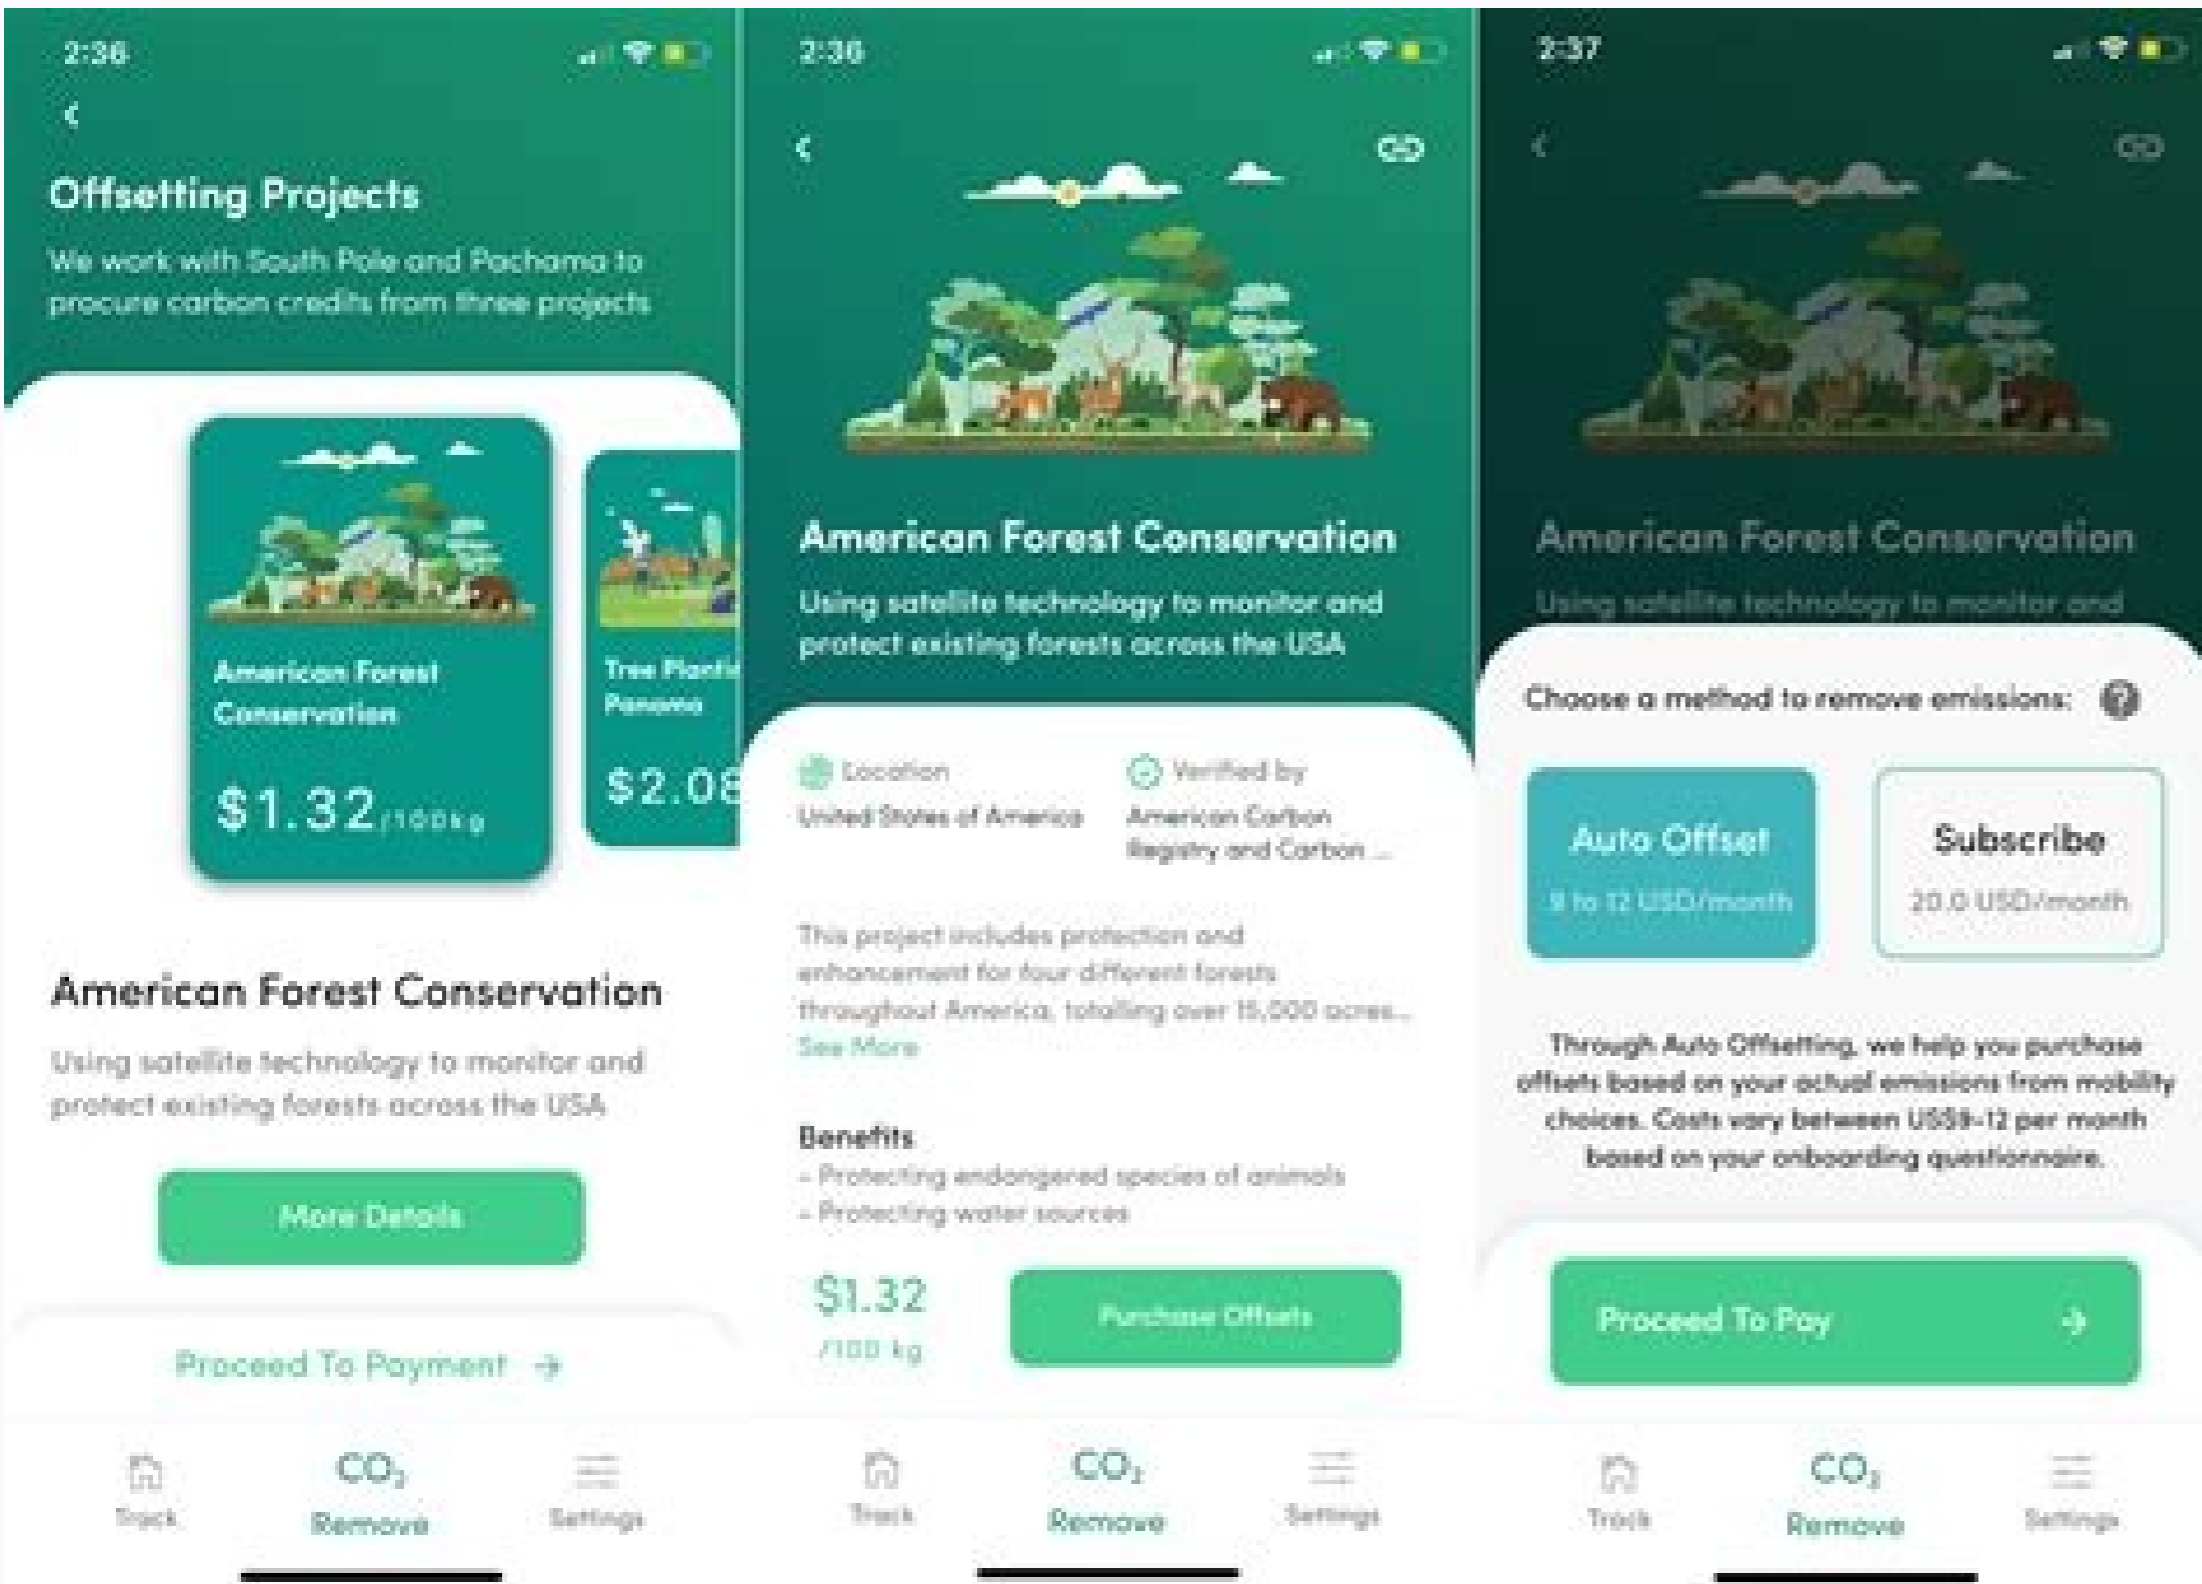 2:36
Offsetting Projects
We work with South Pole and Pachama to
procure carbon credits from three projects
American Forest
Conservation
$1.32/100kg
Tree Plantin
Panama
$2.08
American Forest Conservation
Using satellite technology to monitor and
protect existing forests across the USA
More Details
Proceed To Payment →
Track
CO₂
Remove
Settings
2:36
American Forest Conservation
Using satellite technology to monitor and
protect existing forests across the USA
Location
United States of America
Verified by
American Carbon
Registry and Carbon ...
This project includes protection and
enhancement for four different forests
throughout America, totalling over 15,000 acres...
See More
Benefits
- Protecting endangered species of animals
- Protecting water sources
$1.32
/100 kg
Purchase Offsets
Track
CO₂
Remove
Settings
2:37
American Forest Conservation
Using satellite technology to monitor and
Choose a method to remove emissions: ?
Auto Offset
9 to 12 USD/month
Subscribe
20.0 USD/month
Through Auto Offsetting, we help you purchase
offsets based on your actual emissions from mobility
choices. Costs vary between US$9-12 per month
based on your onboarding questionnaire.
Proceed To Pay →
Track
CO₂
Remove
Settings